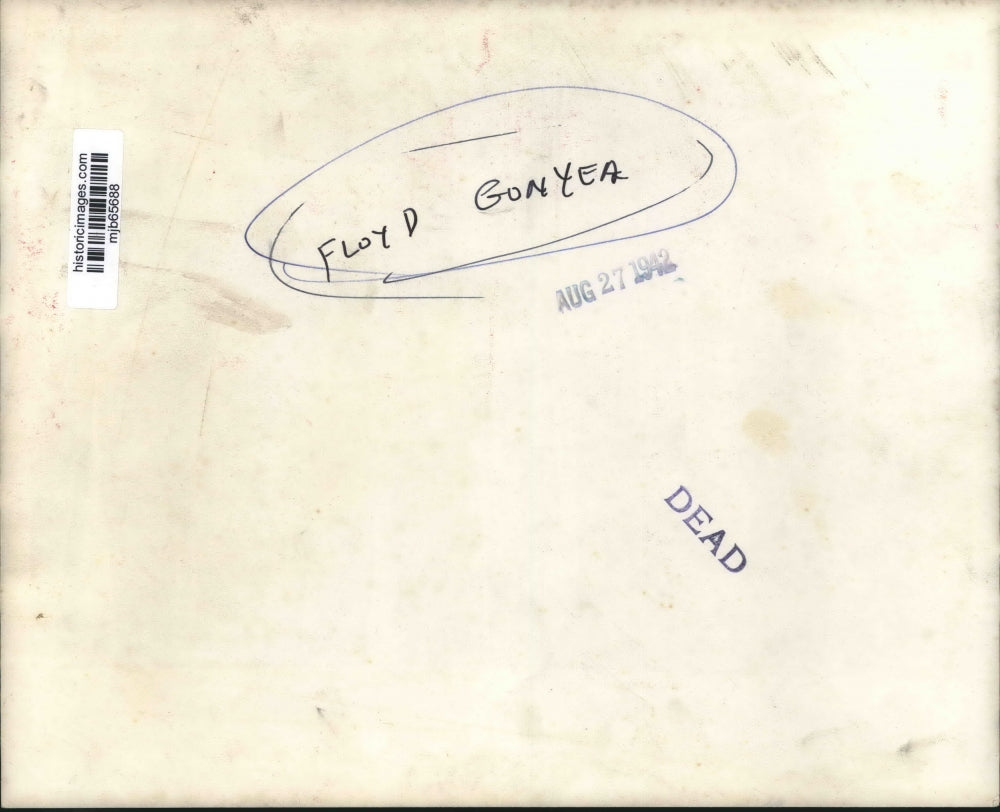 historicimages.com
mjb65688
FLOYD GONYEA
AUG 27 1942
DEAD